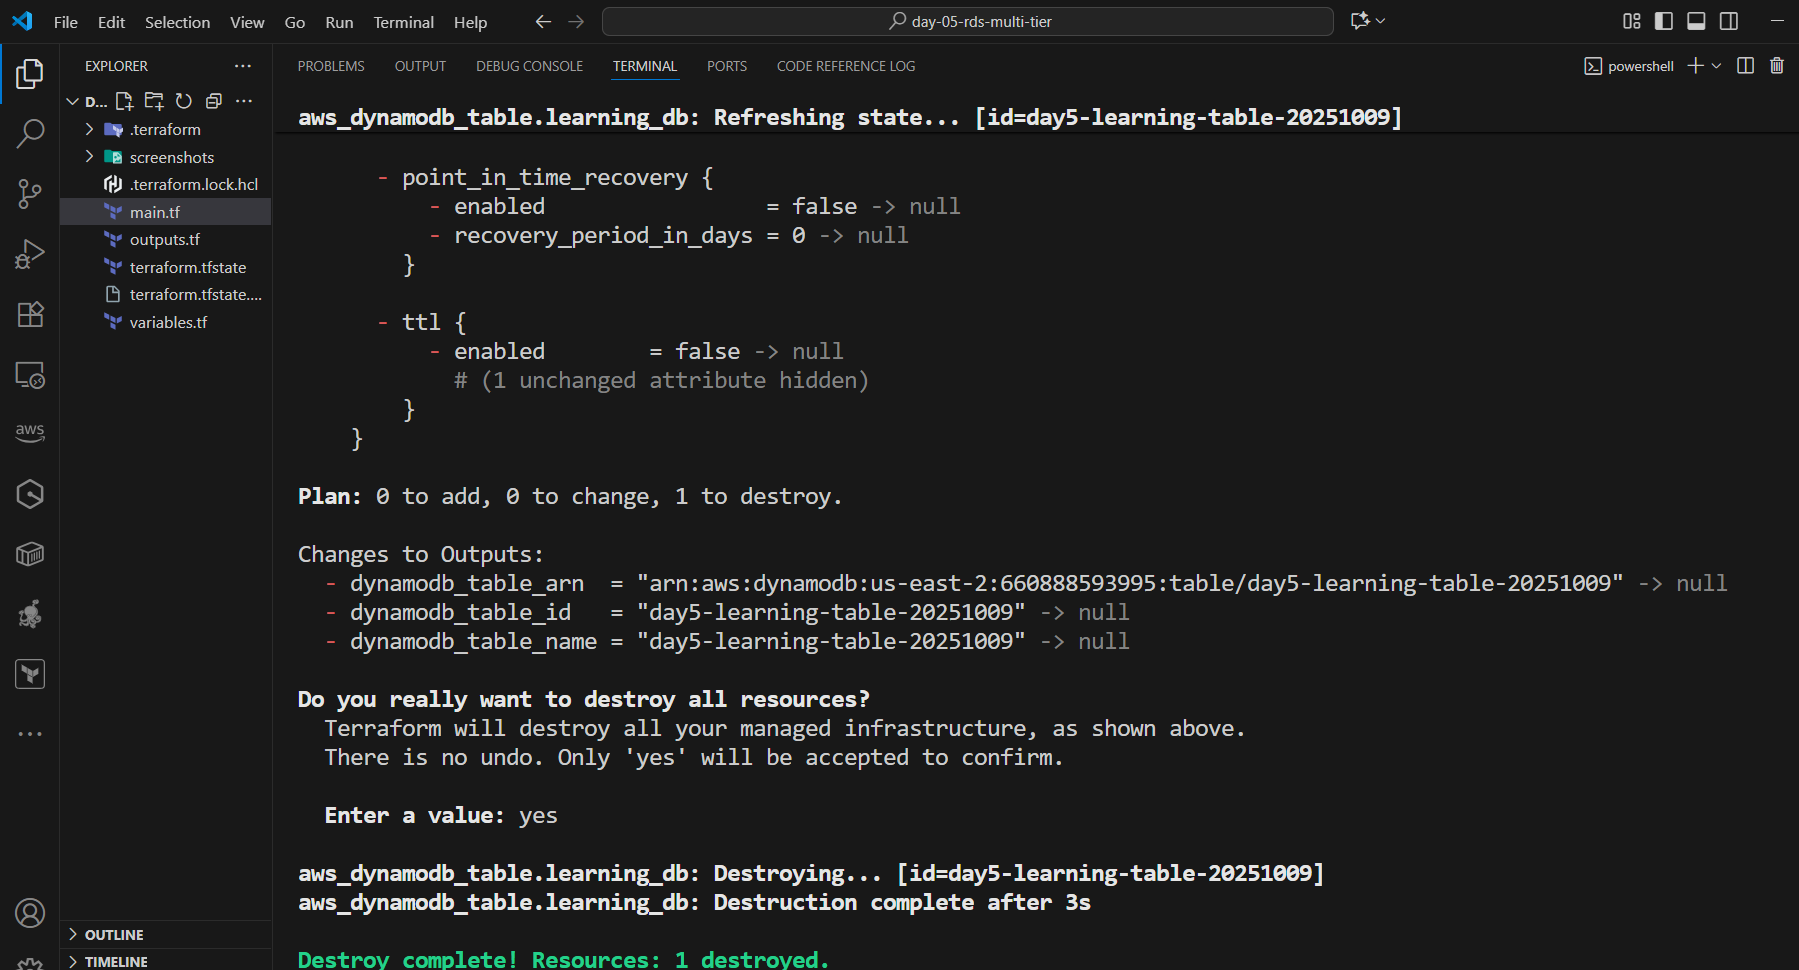 File Edit Selection View Go Run Terminal Help
day-05-rds-multi-tier
EXPLORER
D...
.terraform
screenshots
.terraform.lock.hcl
main.tf
outputs.tf
terraform.tfstate
terraform.tfstate....
variables.tf
aws
OUTLINE
TIMELINE
PROBLEMS OUTPUT DEBUG CONSOLE TERMINAL PORTS CODE REFERENCE LOG
powershell
aws_dynamodb_table.learning_db: Refreshing state... [id=day5-learning-table-20251009]
- point_in_time_recovery {
- enabled = false -> null
- recovery_period_in_days = 0 -> null
}
- ttl {
- enabled = false -> null
# (1 unchanged attribute hidden)
}
}
Plan: 0 to add, 0 to change, 1 to destroy.
Changes to Outputs:
- dynamodb_table_arn = "arn:aws:dynamodb:us-east-2:660888593995:table/day5-learning-table-20251009" -> null
- dynamodb_table_id = "day5-learning-table-20251009" -> null
- dynamodb_table_name = "day5-learning-table-20251009" -> null
Do you really want to destroy all resources?
Terraform will destroy all your managed infrastructure, as shown above.
There is no undo. Only 'yes' will be accepted to confirm.
Enter a value: yes
aws_dynamodb_table.learning_db: Destroying... [id=day5-learning-table-20251009]
aws_dynamodb_table.learning_db: Destruction complete after 3s
Destroy complete! Resources: 1 destroyed.